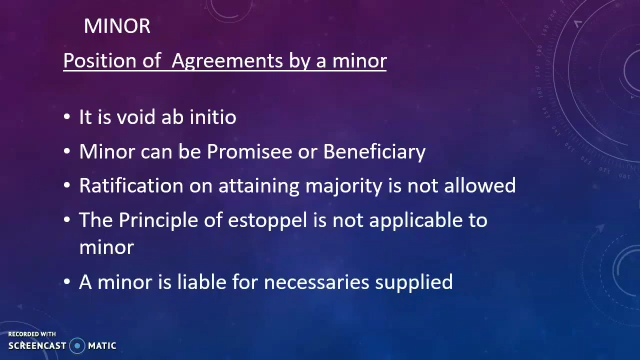 MINOR
Position of Agreements by a minor
• It is void ab initio
• Minor can be Promisee or Beneficiary
• Ratification on attaining majority is not allowed
• The Principle of estoppel is not applicable to
minor
• A minor is liable for necessaries supplied
RECORDED WITH
SCREENCAST MATIC